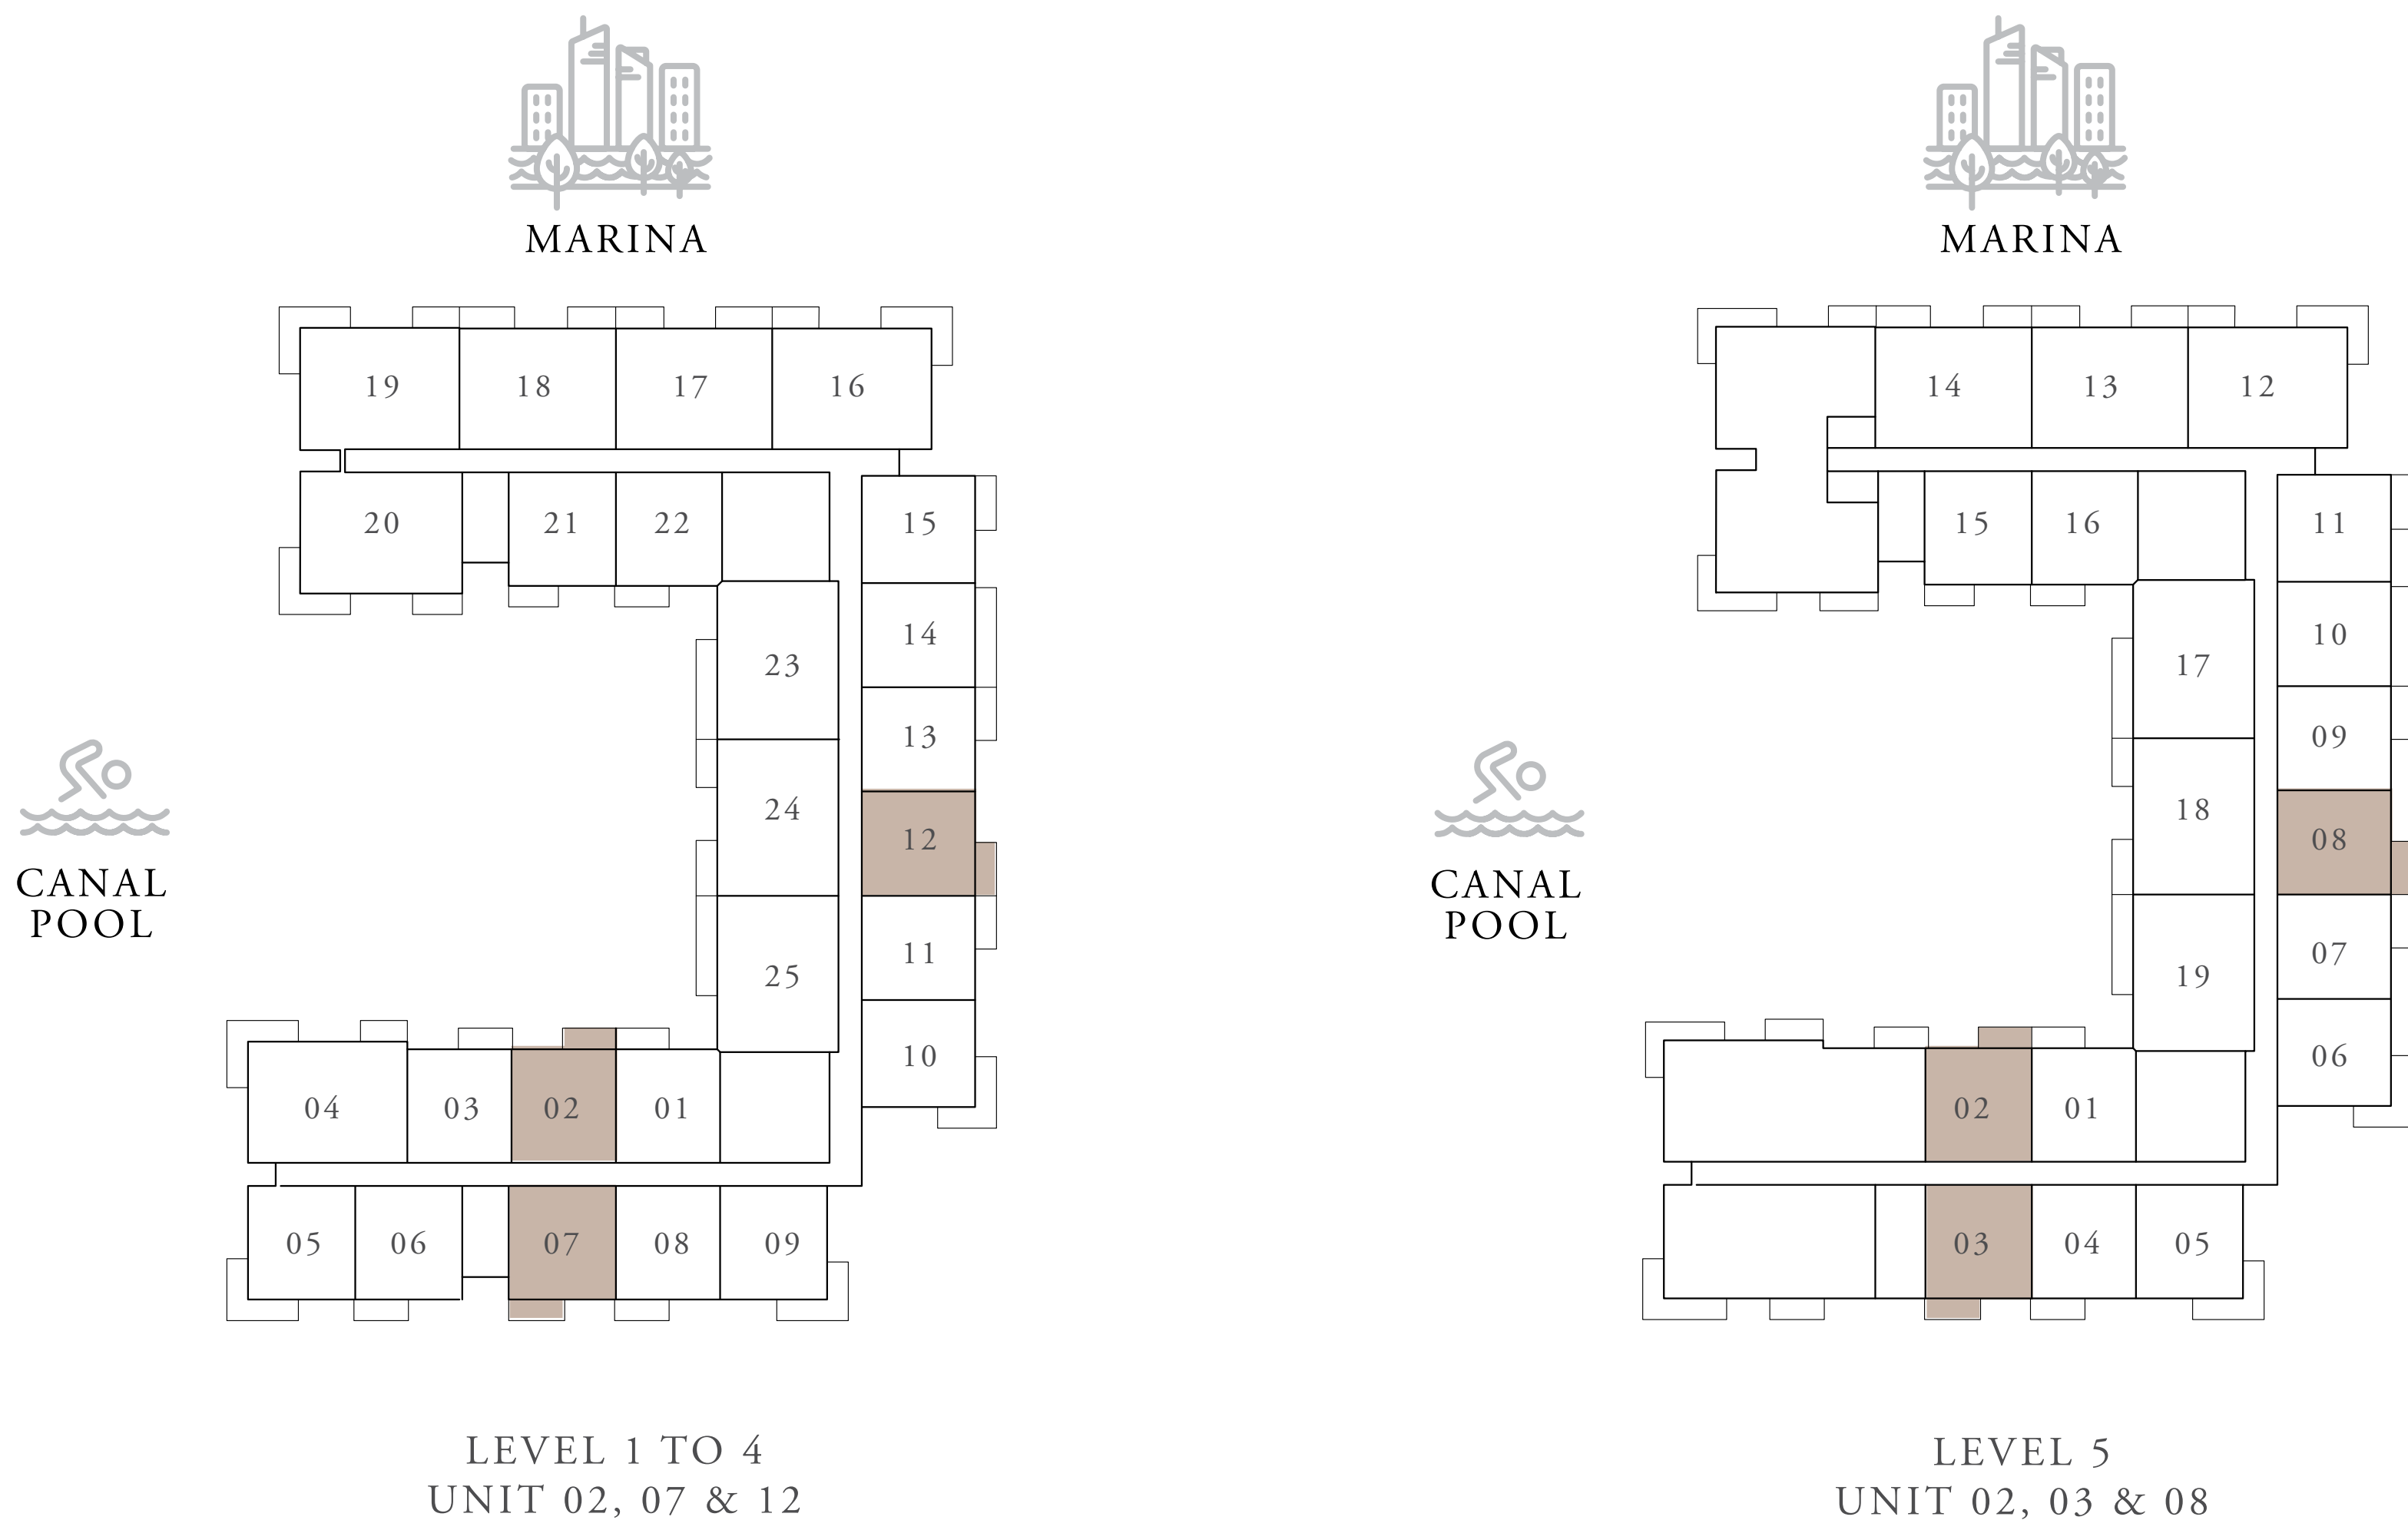 MARINA
19 18 17 16
20 21 22 15
14
23
13
24 12
11
25
10
04 03 02 01
05 06 07 08 09
CANAL
POOL
LEVEL 1 TO 4
UNIT 02, 07 & 12
MARINA
14 13 12
15 16 11
10
17
09
18 08
07
19
06
02 01
03 04 05
CANAL
POOL
LEVEL 5
UNIT 02, 03 & 08